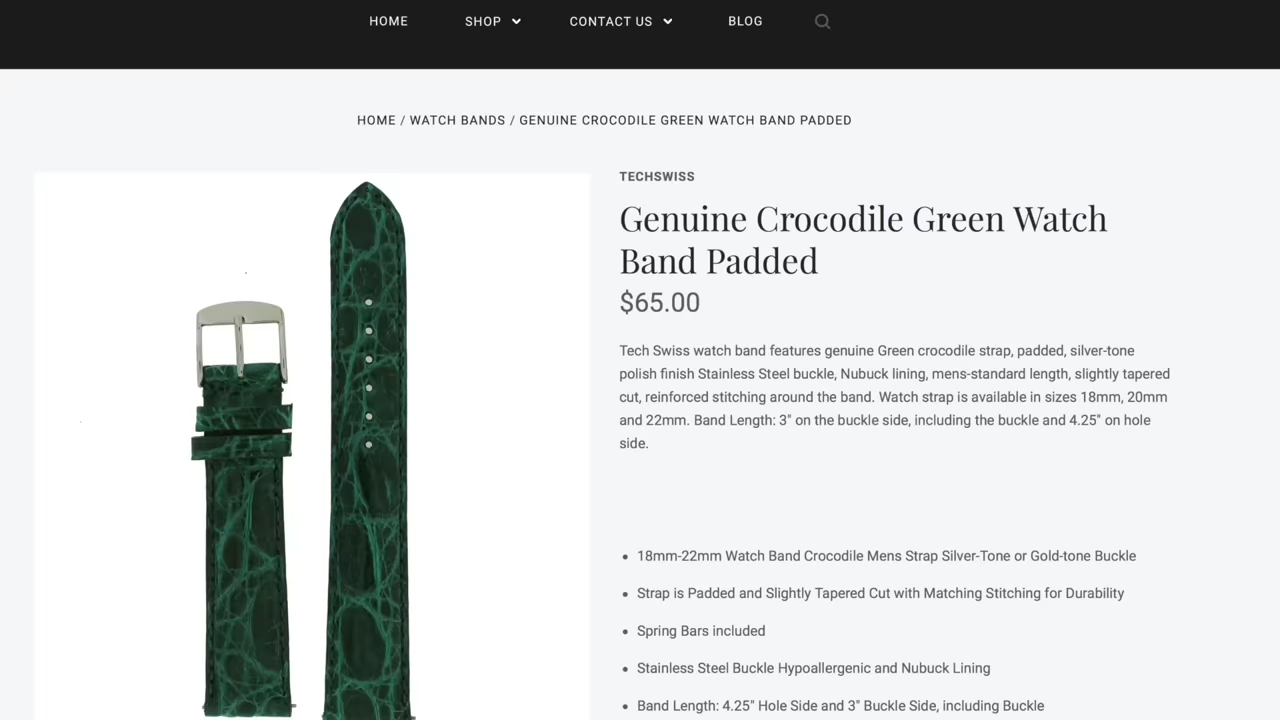 HOME SHOP CONTACT US BLOG
HOME / WATCH BANDS / GENUINE CROCODILE GREEN WATCH BAND PADDED
TECHSWISS
Genuine Crocodile Green Watch
Band Padded
$65.00
Tech Swiss watch band features genuine Green crocodile strap, padded, silver-tone
polish finish Stainless Steel buckle, Nubuck lining, mens-standard length, slightly tapered
cut, reinforced stitching around the band. Watch strap is available in sizes 18mm, 20mm
and 22mm. Band Length: 3" on the buckle side, including the buckle and 4.25" on hole
side.
• 18mm-22mm Watch Band Crocodile Mens Strap Silver-Tone or Gold-tone Buckle
• Strap is Padded and Slightly Tapered Cut with Matching Stitching for Durability
• Spring Bars included
• Stainless Steel Buckle Hypoallergenic and Nubuck Lining
• Band Length: 4.25" Hole Side and 3" Buckle Side, including Buckle